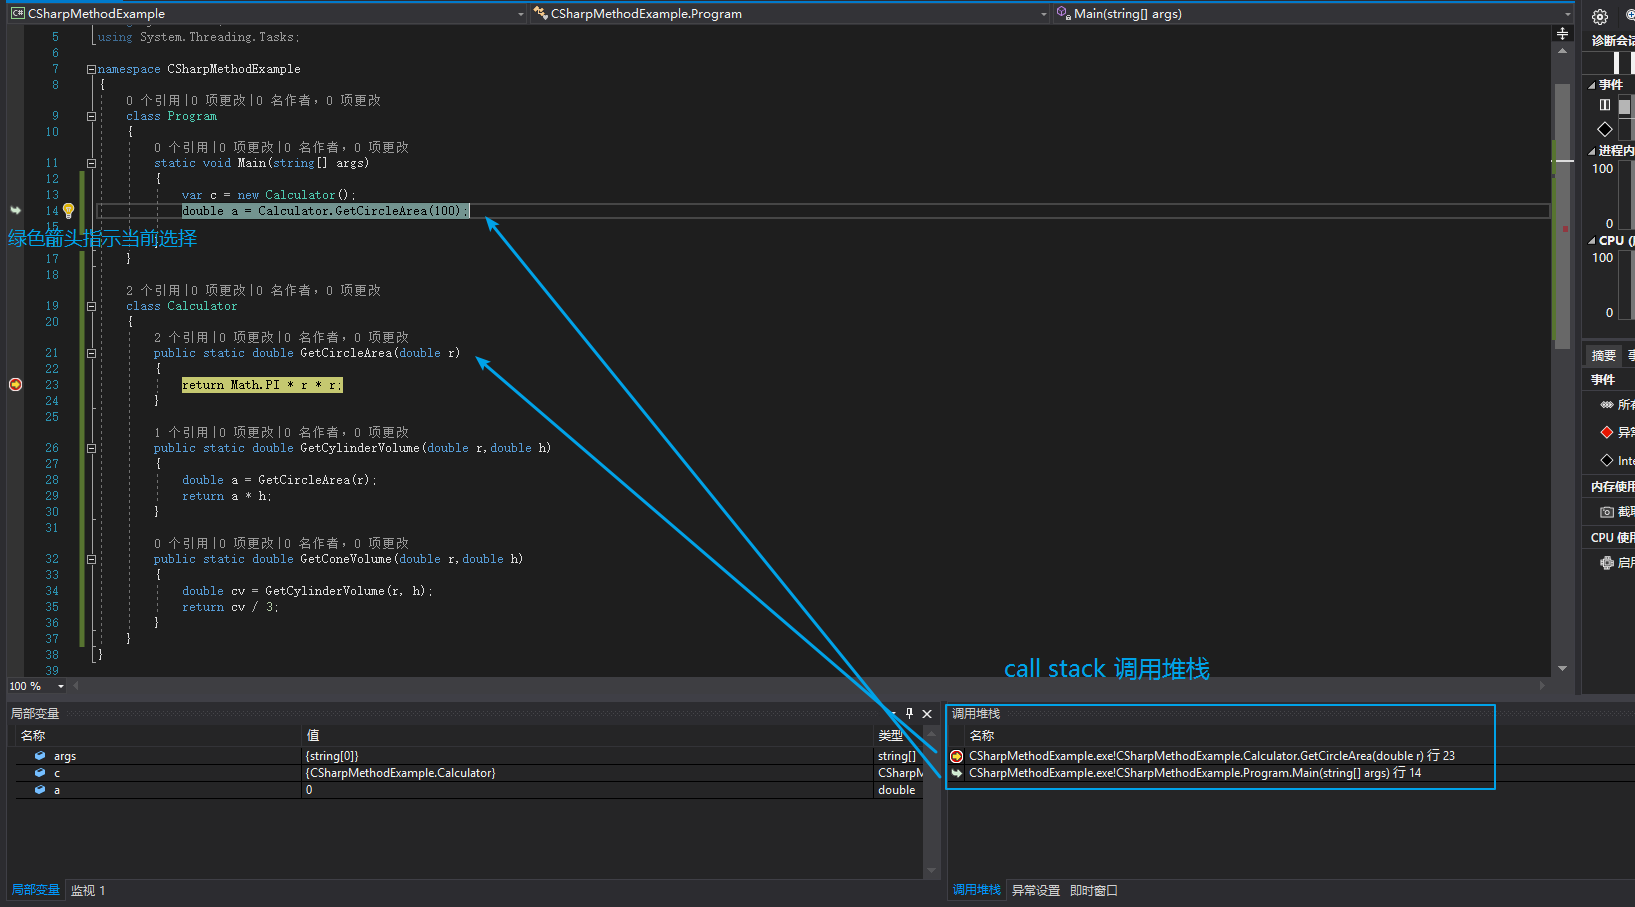 C# CSharpMethodExample CSharpMethodExample.Program Main(string[] args)
5 using System.Threading.Tasks;
6
7 namespace CSharpMethodExample
8 {
0 个引用|0 项更改|0 名作者，0 项更改
9 class Program
10 {
0 个引用|0 项更改|0 名作者，0 项更改
11 static void Main(string[] args)
12 {
13 var c = new Calculator();
14 double a = Calculator.GetCircleArea(100);
15
绿色箭头指示当前选择
17 }
18
2 个引用|0 项更改|0 名作者，0 项更改
19 class Calculator
20 {
2 个引用|0 项更改|0 名作者，0 项更改
21 public static double GetCircleArea(double r)
22 {
23 return Math.PI * r * r;
24 }
25
1 个引用|0 项更改|0 名作者，0 项更改
26 public static double GetCylinderVolume(double r,double h)
27 {
28 double a = GetCircleArea(r);
29 return a * h;
30 }
31
0 个引用|0 项更改|0 名作者，0 项更改
32 public static double GetConeVolume(double r,double h)
33 {
34 double cv = GetCylinderVolume(r, h);
35 return cv / 3;
36 }
37 }
38 }
39
call stack 调用堆栈
100 %
局部变量
名称 值 类型
args {string[0]} string[]
c {CSharpMethodExample.Calculator} CSharpM
a 0 double
局部变量 监视 1
调用堆栈
名称
CSharpMethodExample.exe!CSharpMethodExample.Calculator.GetCircleArea(double r) 行 23
CSharpMethodExample.exe!CSharpMethodExample.Program.Main(string[] args) 行 14
调用堆栈 异常设置 即时窗口
诊断会
事件
进程内
100
0
CPU (
100
0
摘要
事件
所有
异常
Inte
内存使用
截取
CPU 使用
启用